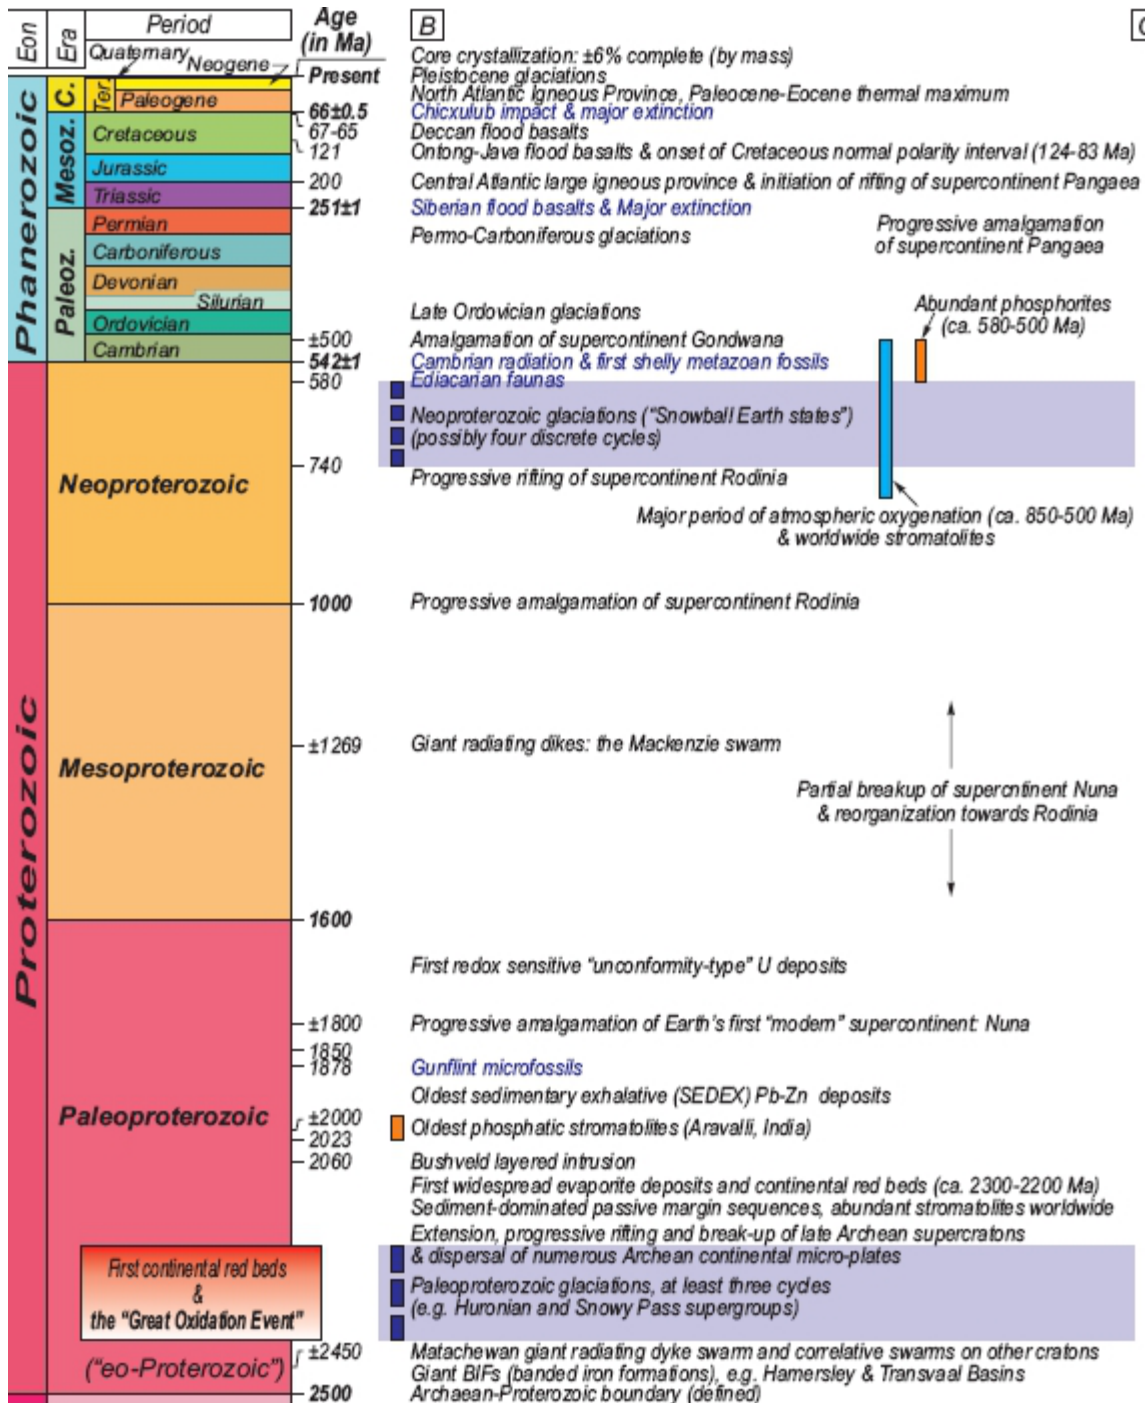 Eon
Era
Period
Age
(in Ma)
B
Quaternary
Neogene
Present
Core crystallization: ±6% complete (by mass)
Pleistocene glaciations
Phanerozoic
C.
Ter.
Paleogene
North Atlantic Igneous Province, Paleocene-Eocene thermal maximum
66±0.5
Chicxulub impact & major extinction
Mesoz.
Cretaceous
67-65
Deccan flood basalts
121
Ontong-Java flood basalts & onset of Cretaceous normal polarity interval (124-83 Ma)
Jurassic
200
Central Atlantic large igneous province & initiation of rifting of supercontinent Pangaea
Triassic
251±1
Siberian flood basalts & Major extinction
Paleoz.
Permian
Permo-Carboniferous glaciations
Progressive amalgamation
of supercontinent Pangaea
Carboniferous
Devonian
Silurian
Late Ordovician glaciations
Abundant phosphorites
(ca. 580-500 Ma)
Ordovician
±500
Amalgamation of supercontinent Gondwana
Cambrian
542±1
Cambrian radiation & first shelly metazoan fossils
580
Ediacarian faunas
Neoproterozoic glaciations (“Snowball Earth states”)
(possibly four discrete cycles)
740
Progressive rifting of supercontinent Rodinia
Neoproterozoic
Major period of atmospheric oxygenation (ca. 850-500 Ma)
& worldwide stromatolites
1000
Progressive amalgamation of supercontinent Rodinia
Proterozoic
±1269
Giant radiating dikes: the Mackenzie swarm
Mesoproterozoic
Partial breakup of supercntinent Nuna
& reorganization towards Rodinia
1600
First redox sensitive “unconformity-type” U deposits
±1800
Progressive amalgamation of Earth’s first “modern” supercontinent: Nuna
1850
1878
Gunflint microfossils
Oldest sedimentary exhalative (SEDEX) Pb-Zn deposits
Paleoproterozoic
±2000
Oldest phosphatic stromatolites (Aravalli, India)
2023
2060
Bushveld layered intrusion
First widespread evaporite deposits and continental red beds (ca. 2300-2200 Ma)
Sediment-dominated passive margin sequences, abundant stromatolites worldwide
Extension, progressive rifting and break-up of late Archean supercratons
& dispersal of numerous Archean continental micro-plates
First continental red beds
&
the “Great Oxidation Event”
Paleoproterozoic glaciations, at least three cycles
(e.g. Huronian and Snowy Pass supergroups)
±2450
Matachewan giant radiating dyke swarm and correlative swarms on other cratons
(“eo-Proterozoic”)
Giant BIFs (banded iron formations), e.g. Hamersley & Transvaal Basins
2500
Archaean-Proterozoic boundary (defined)